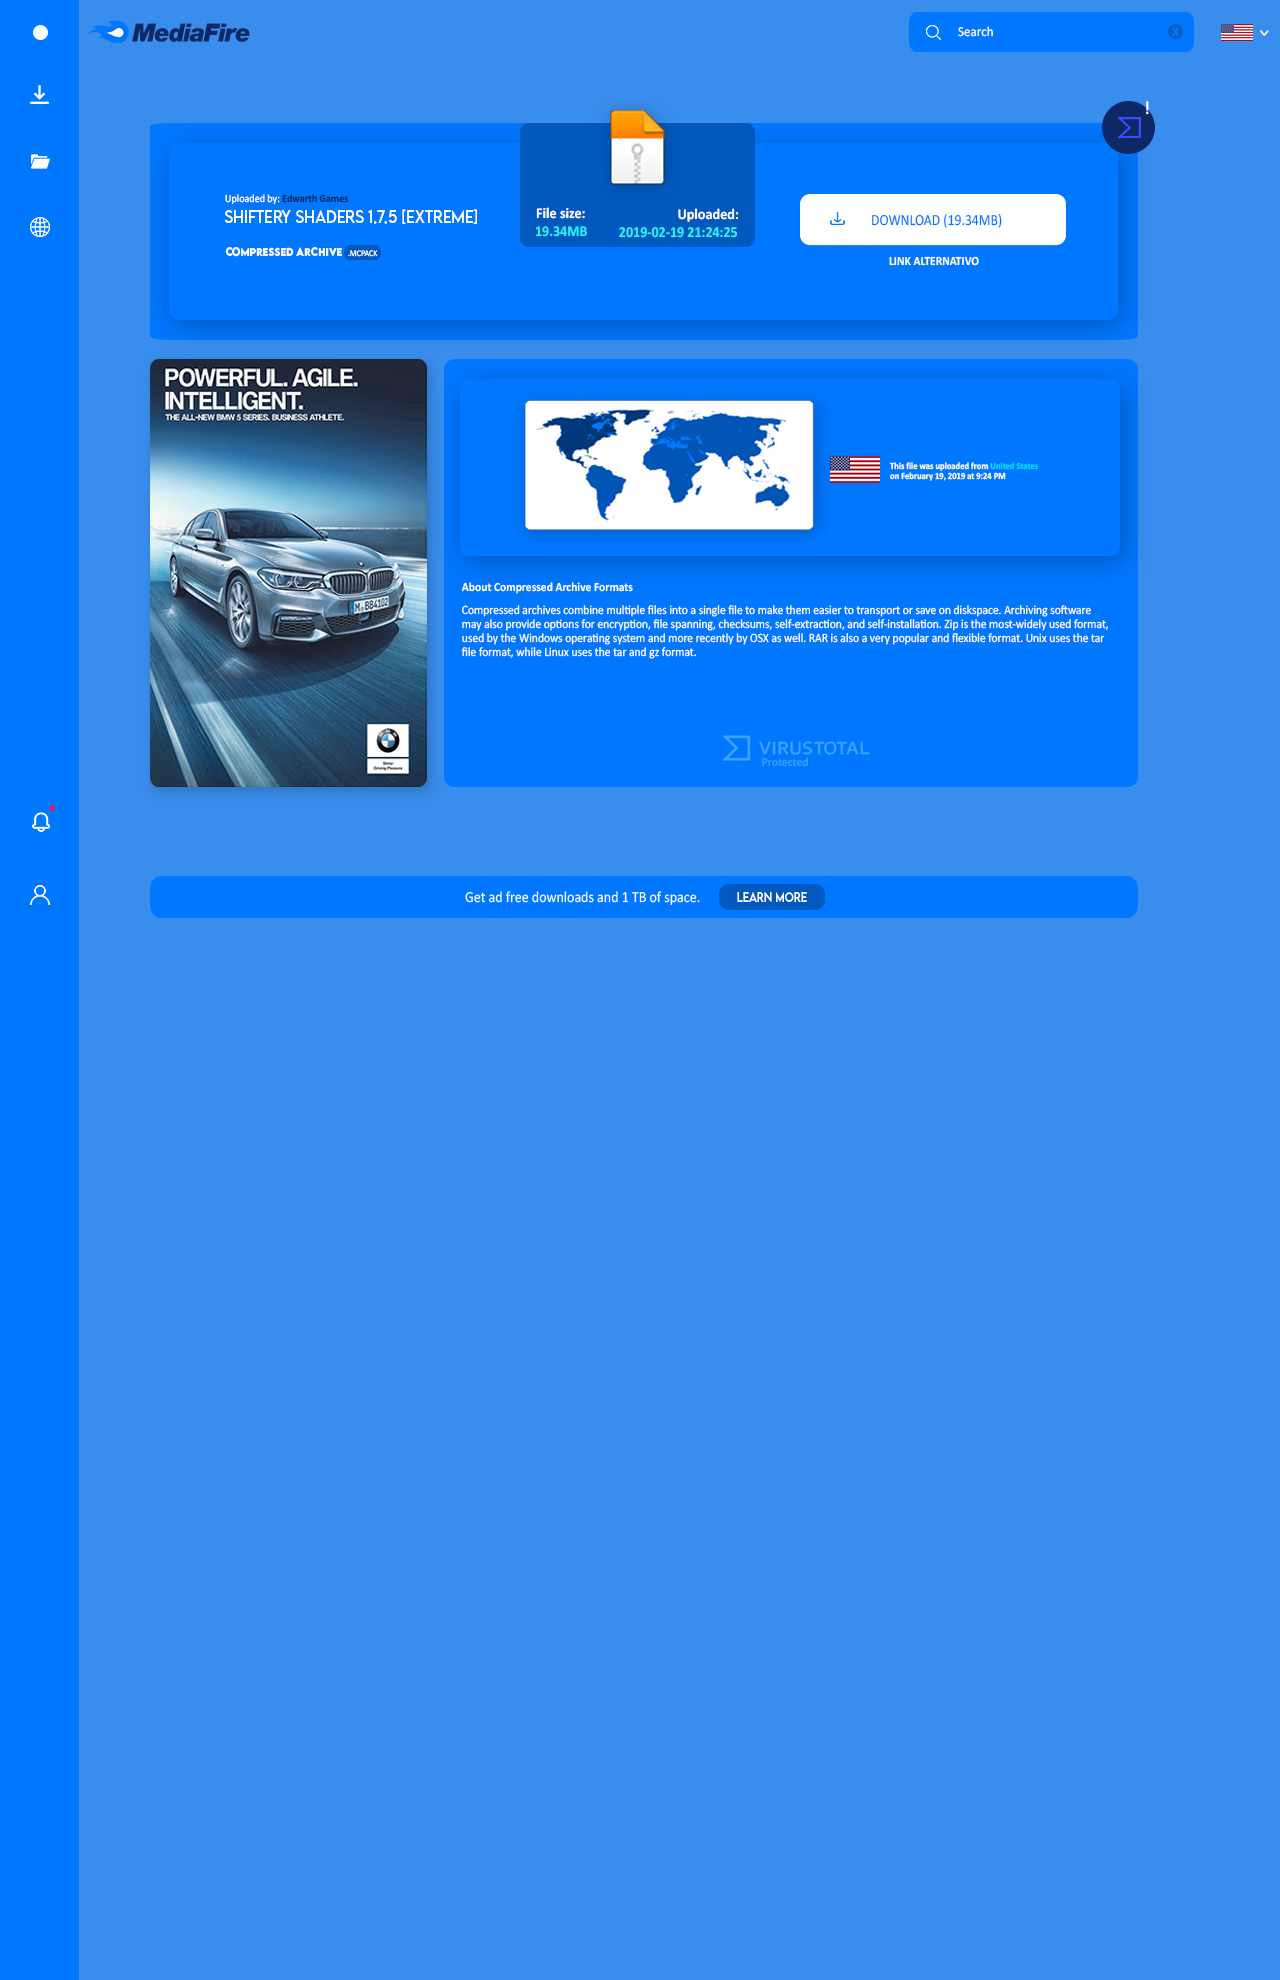 MediaFire
Search
X
!
Uploaded by: Edwarth Games
SHIFTERY SHADERS 1.7.5 [EXTREME]
COMPRESSED ARCHIVE .MCPACK
File size:
19.34MB
Uploaded:
2019-02-19 21:24:25
DOWNLOAD (19.34MB)
LINK ALTERNATIVO
POWERFUL. AGILE.
INTELLIGENT.
THE ALL-NEW BMW 5 SERIES. BUSINESS ATHLETE.
M BB4102
Sheer
Driving Pleasure
This file was uploaded from United States
on February 19, 2019 at 9:24 PM
About Compressed Archive Formats
Compressed archives combine multiple files into a single file to make them easier to transport or save on diskspace. Archiving software
may also provide options for encryption, file spanning, checksums, self-extraction, and self-installation. Zip is the most-widely used format,
used by the Windows operating system and more recently by OSX as well. RAR is also a very popular and flexible format. Unix uses the tar
file format, while Linux uses the tar and gz format.
VIRUSTOTAL
Protected
Get ad free downloads and 1 TB of space.
LEARN MORE